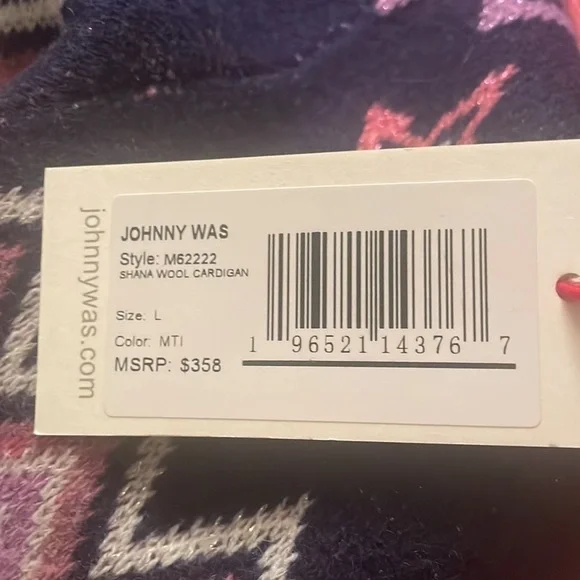 johnnywas.com
JOHNNY WAS
Style: M62222
SHANA WOOL CARDIGAN
Size: L
Color: MTI
MSRP: $358
1 96521 14376 7